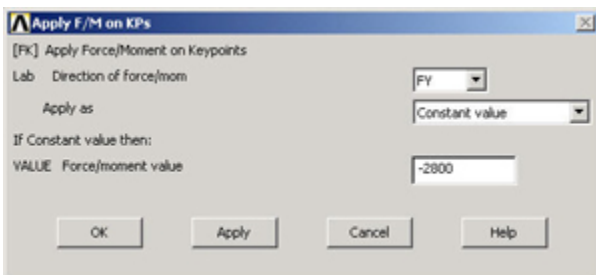 Apply F/M on KPs
[FK] Apply Force/Moment on Keypoints
Lab Direction of force/mom FY
Apply as Constant value
If Constant value then:
VALUE Force/moment value -2800
OK Apply Cancel Help